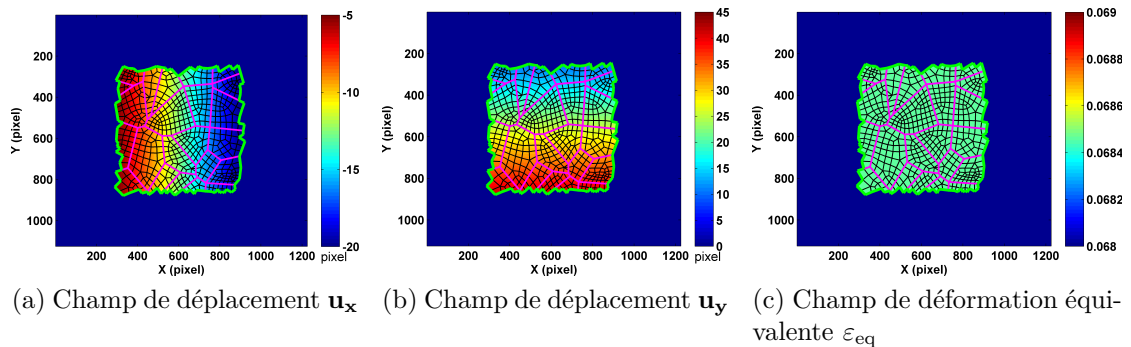 200
400
600
800
1000
Y (pixel)
200 400 600 800 1000 1200
X (pixel)
-5
-10
-15
-20
pixel
(a) Champ de déplacement uₓ
200
400
600
800
1000
Y (pixel)
200 400 600 800 1000 1200
X (pixel)
45
40
35
30
25
20
15
10
5
0
pixel
(b) Champ de déplacement u_y
200
400
600
800
1000
Y (pixel)
200 400 600 800 1000 1200
X (pixel)
0.069
0.0688
0.0686
0.0684
0.0682
0.068
(c) Champ de déformation équi-
valente ε_eq